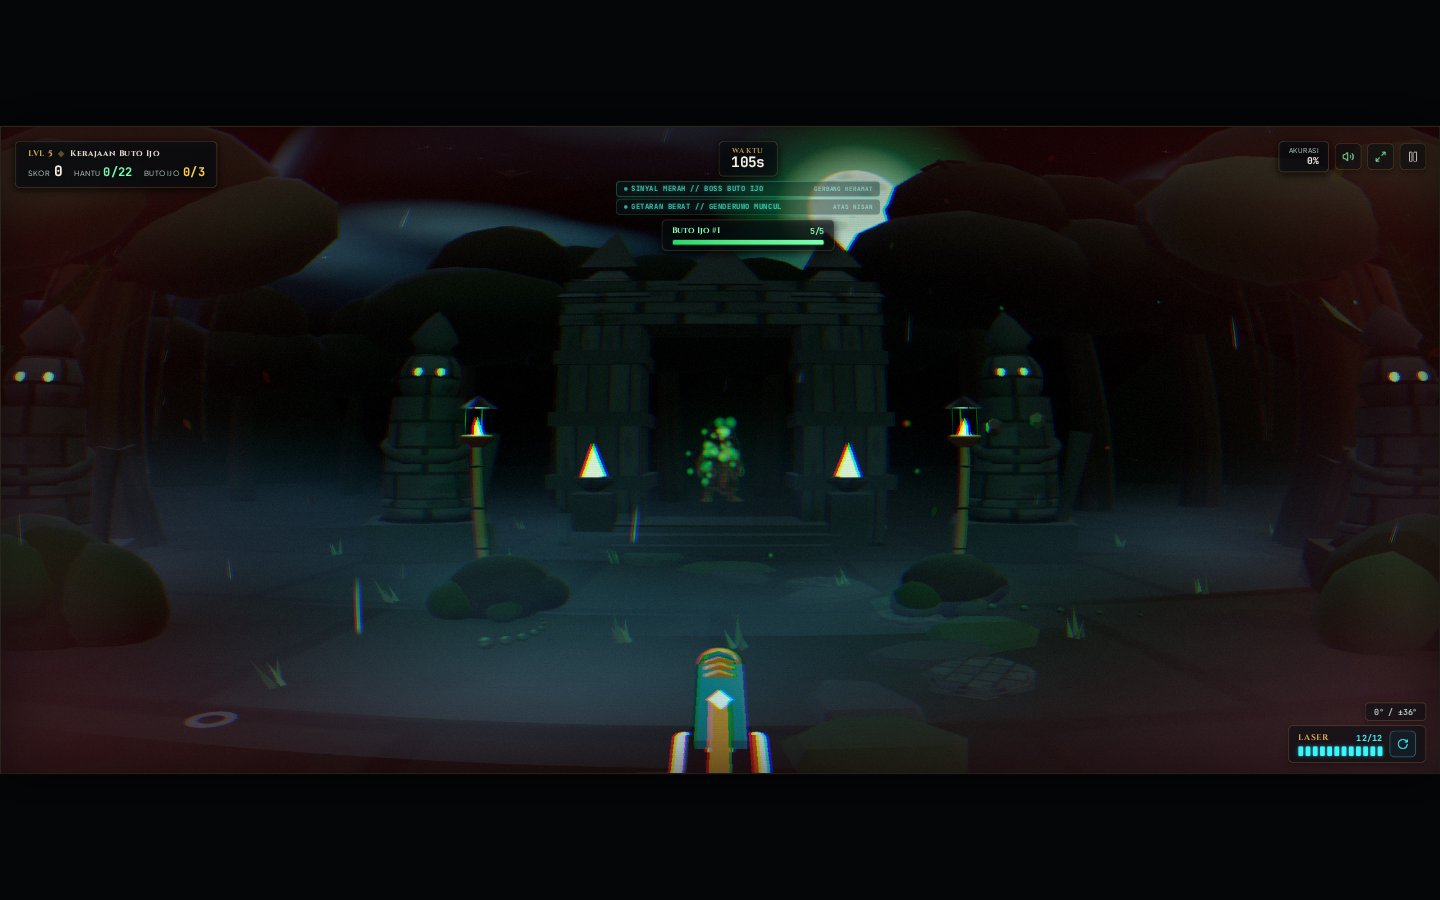 LVL 5 ◆ KERAJAAN BUTO IJO
SKOR 0 HANTU 0/22 BUTO IJO 0/3
WAKTU
105s
SINYAL MERAH // BOSS BUTO IJO GERBANG KERAMAT
GETARAN BERAT // GENDERUWO MUNCUL ATAS NISAN
BUTO IJO #1 5/5
AKURASI
0%
0° / ±36°
LASER 12/12